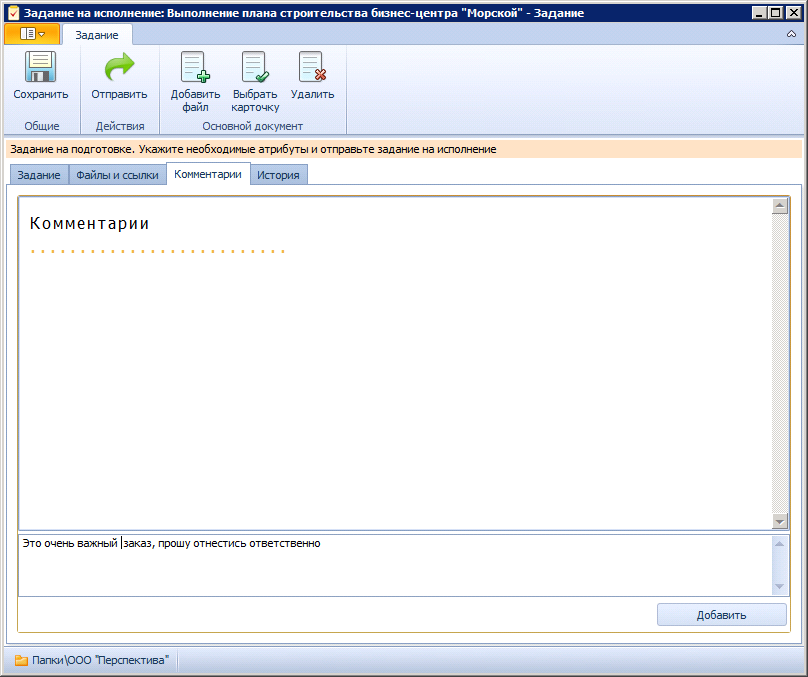 Задание на исполнение: Выполнение плана строительства бизнес-центра "Морской" - Задание
Задание
Сохранить
Отправить
Добавить файл
Выбрать карточку
Удалить
Общие
Действия
Основной документ
Задание на подготовке. Укажите необходимые атрибуты и отправьте задание на исполнение
Задание Файлы и ссылки Комментарии История
Комментарии
Это очень важный заказ, прошу отнестись ответственно
Добавить
Папки\ООО "Перспектива"